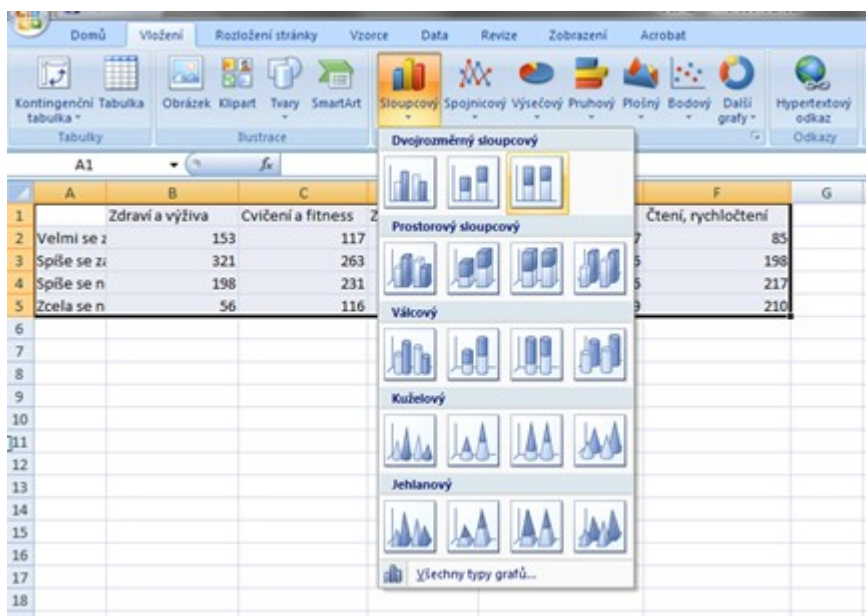 Domů Vložení Rozložení stránky Vzorce Data Revize Zobrazení Acrobat
Kontingenční tabulka Tabulka Obrázek Klipart Tvary SmartArt Sloupcový Spojnicový Výsečový Pruhový Plošný Bodový Další grafy Hypertextový odkaz
Tabulky Ilustrace Odkazy
Dvojrozměrný sloupcový
A1 fx
A B C F G
1 Zdraví a výživa Cvičení a fitness Z Čtení, rychločtení
Prostorový sloupcový
2 Velmi se z 153 117 7 85
3 Spíše se za 321 263 198
4 Spíše se n 198 231 217
5 Zcela se n 56 116 210
Válcový
6
7
8
9
Kuželový
10
11
12
13
Jehlanový
14
15
16
17
Všechny typy grafů...
18